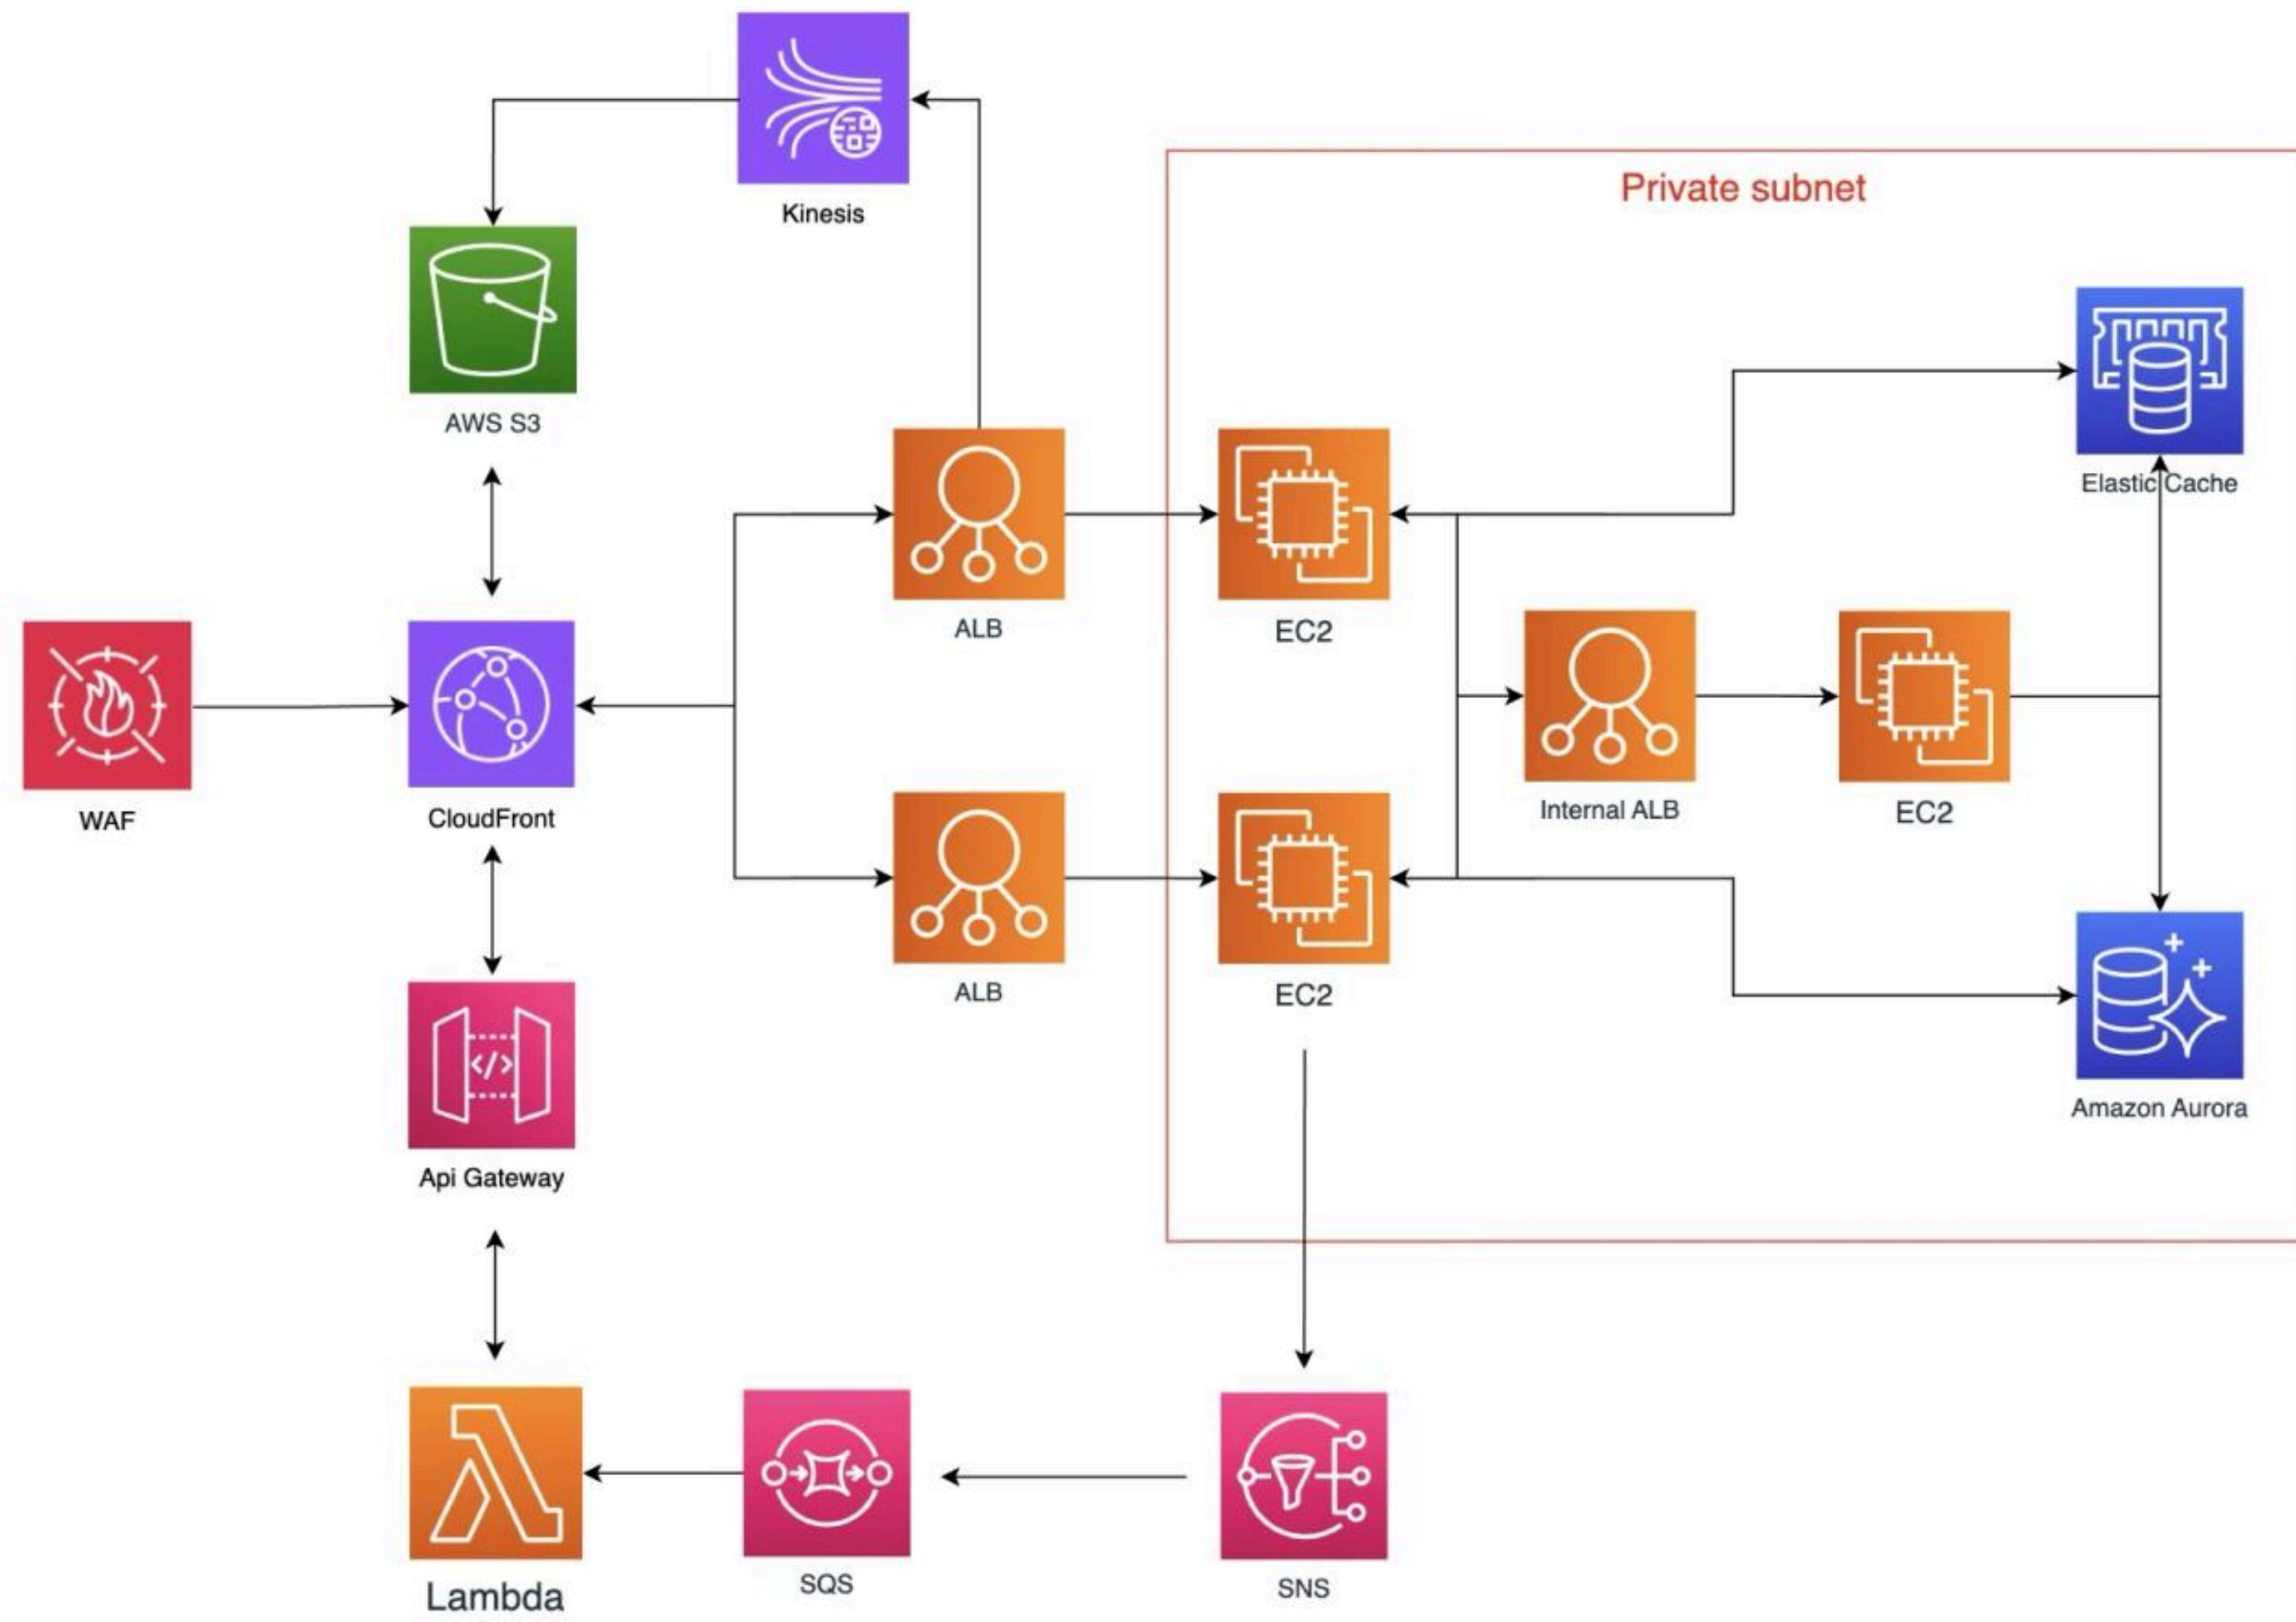 Kinesis
Private subnet
AWS S3
Elastic Cache
ALB
EC2
WAF
CloudFront
Internal ALB
EC2
ALB
EC2
Amazon Aurora
Api Gateway
</>
Lambda
SQS
SNS